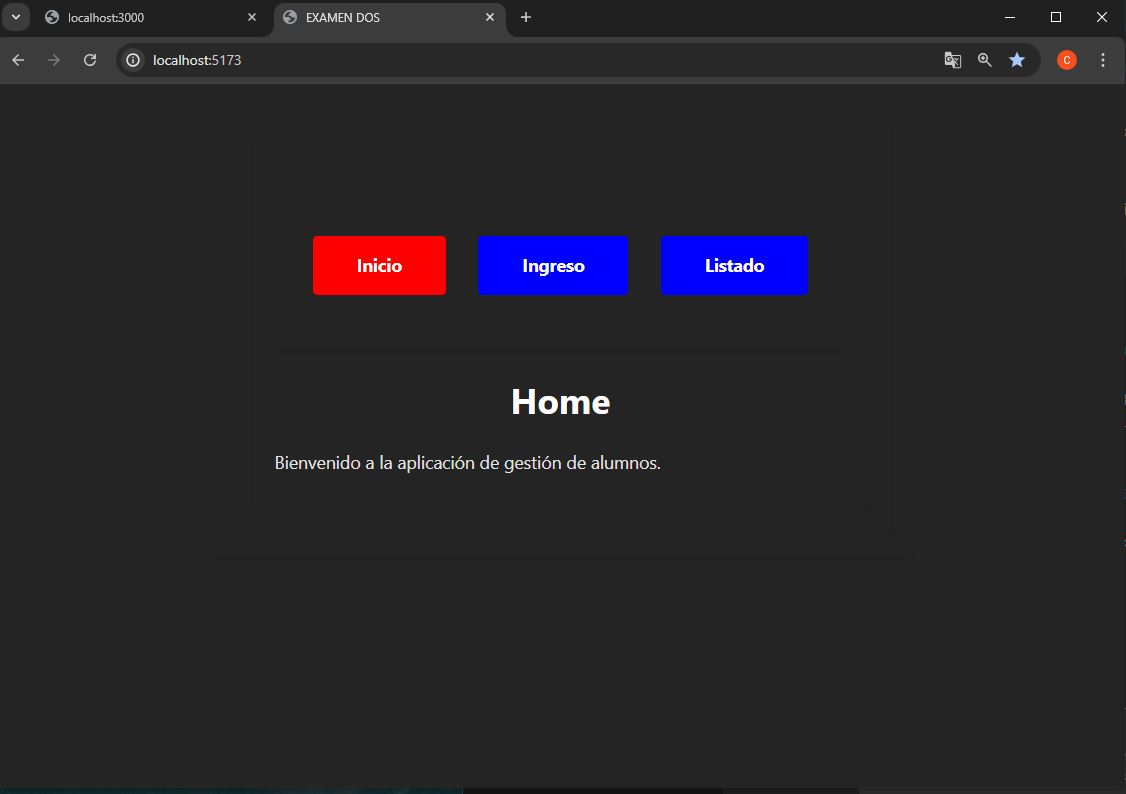 localhost:3000
EXAMEN DOS
localhost:5173
C
Inicio
Ingreso
Listado
Home
Bienvenido a la aplicación de gestión de alumnos.